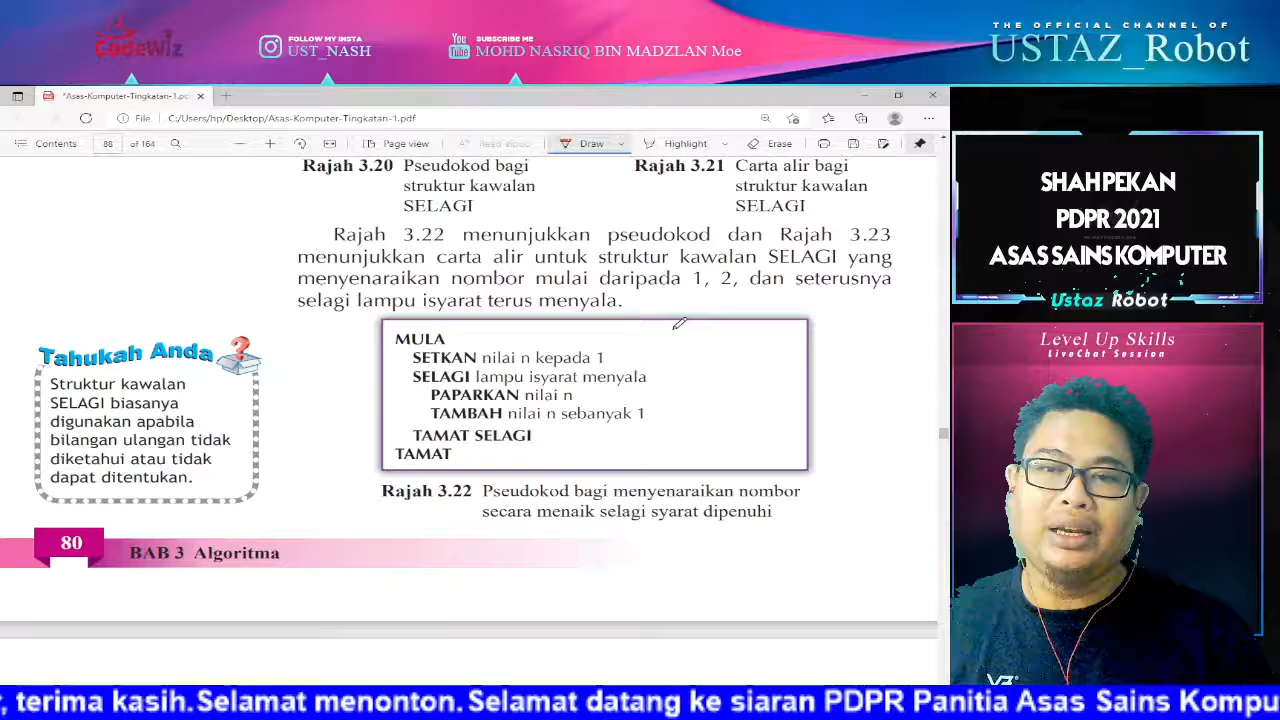 CodeWiz
FOLLOW MY INSTA
UST_NASH
You Tube
SUBSCRIBE ME
MOHD NASRIQ BIN MADZLAN Moe
THE OFFICIAL CHANNEL OF
USTAZ_Robot
*Asas-Komputer-Tingkatan-1.pdf
File C:/Users/hp/Desktop/Asas-Komputer-Tingkatan-1.pdf
Contents 88 of 164 Page view Read aloud Draw Highlight Erase
Rajah 3.20 Pseudokod bagi
struktur kawalan
SELAGI
Rajah 3.21 Carta alir bagi
struktur kawalan
SELAGI
Rajah 3.22 menunjukkan pseudokod dan Rajah 3.23
menunjukkan carta alir untuk struktur kawalan SELAGI yang
menyenaraikan nombor mulai daripada 1, 2, dan seterusnya
selagi lampu isyarat terus menyala.
Tahukah Anda
Struktur kawalan
SELAGI biasanya
digunakan apabila
bilangan ulangan tidak
diketahui atau tidak
dapat ditentukan.
MULA
SETKAN nilai n kepada 1
SELAGI lampu isyarat menyala
PAPARKAN nilai n
TAMBAH nilai n sebanyak 1
TAMAT SELAGI
TAMAT
Rajah 3.22 Pseudokod bagi menyenaraikan nombor
secara menaik selagi syarat dipenuhi
80
BAB 3 Algoritma
SHAH PEKAN
PDPR 2021
ASAS SAINS KOMPUTER
Ustaz Robot
Level Up Skills
LiveChat Session
, terima kasih. Selamat menonton. Selamat datang ke siaran PDPR Panitia Asas Sains Kompu